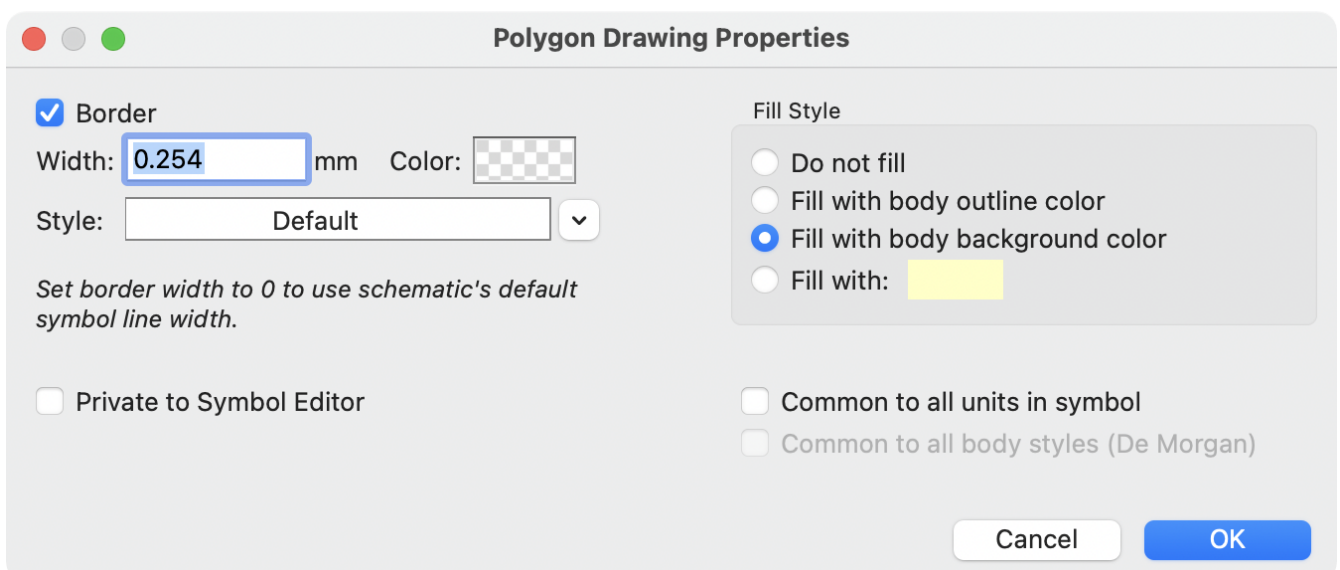 Polygon Drawing Properties
Border
Width: 0.254 mm Color:
Style: Default
Set border width to 0 to use schematic's default
symbol line width.
Private to Symbol Editor
Fill Style
Do not fill
Fill with body outline color
Fill with body background color
Fill with:
Common to all units in symbol
Common to all body styles (De Morgan)
Cancel OK